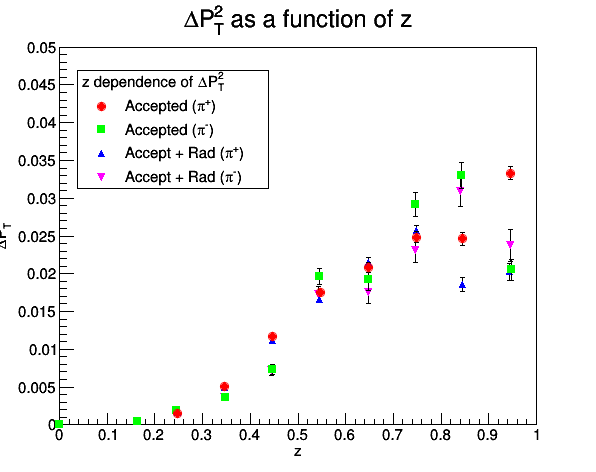 ΔP_T^2 as a function of z
0.05
0.045
0.04
0.035
0.03
0.025
0.02
0.015
0.01
0.005
0
ΔP_T
z dependence of ΔP_T^2
Accepted (π⁺)
Accepted (π⁻)
Accept + Rad (π⁺)
Accept + Rad (π⁻)
0 0.1 0.2 0.3 0.4 0.5 0.6 0.7 0.8 0.9 1
z